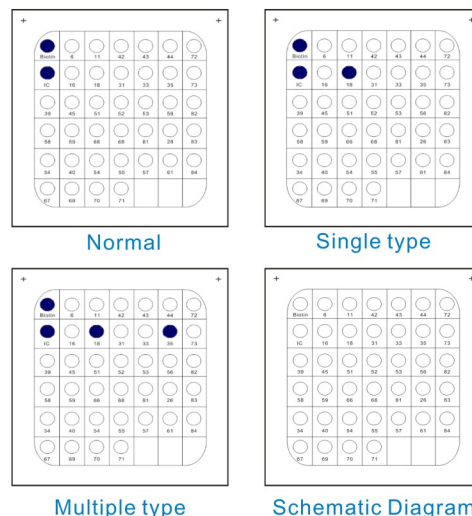 + +
Biotin 6 11 42 43 44 72
IC 16 18 31 33 35 73
39 45 51 52 53 56 82
58 59 66 68 81 26 83
34 40 54 55 57 61 84
67 69 70 71
Normal
+ +
Biotin 6 11 42 43 44 72
IC 16 18 31 33 35 73
39 45 51 52 53 56 82
58 59 66 68 81 26 83
34 40 54 55 57 61 84
67 69 70 71
Single type
+ +
Biotin 6 11 42 43 44 72
IC 16 18 31 33 35 73
39 45 51 52 53 56 82
58 59 66 68 81 26 83
34 40 54 55 57 61 84
67 69 70 71
Multiple type
+ +
Biotin 6 11 42 43 44 72
IC 16 18 31 33 35 73
39 45 51 52 53 56 82
58 59 66 68 81 26 83
34 40 54 55 57 61 84
67 69 70 71
Schematic Diagram